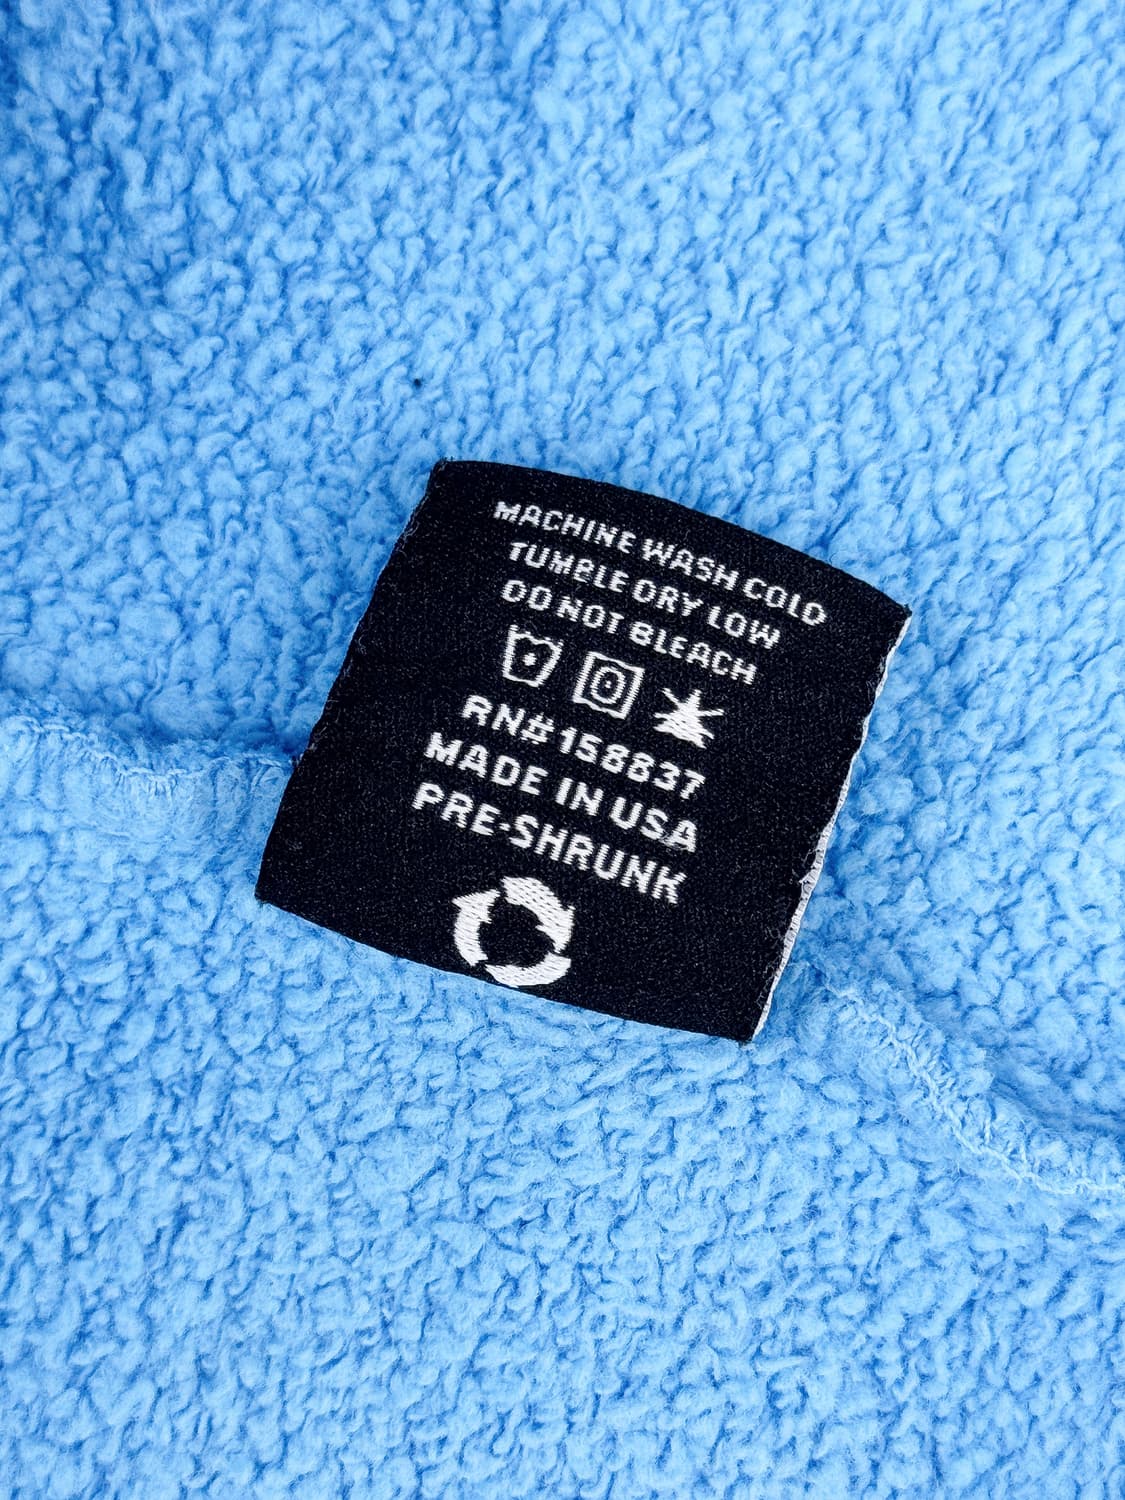 MACHINE WASH COLD
TUMBLE DRY LOW
DO NOT BLEACH
RN# 158837
MADE IN USA
PRE-SHRUNK